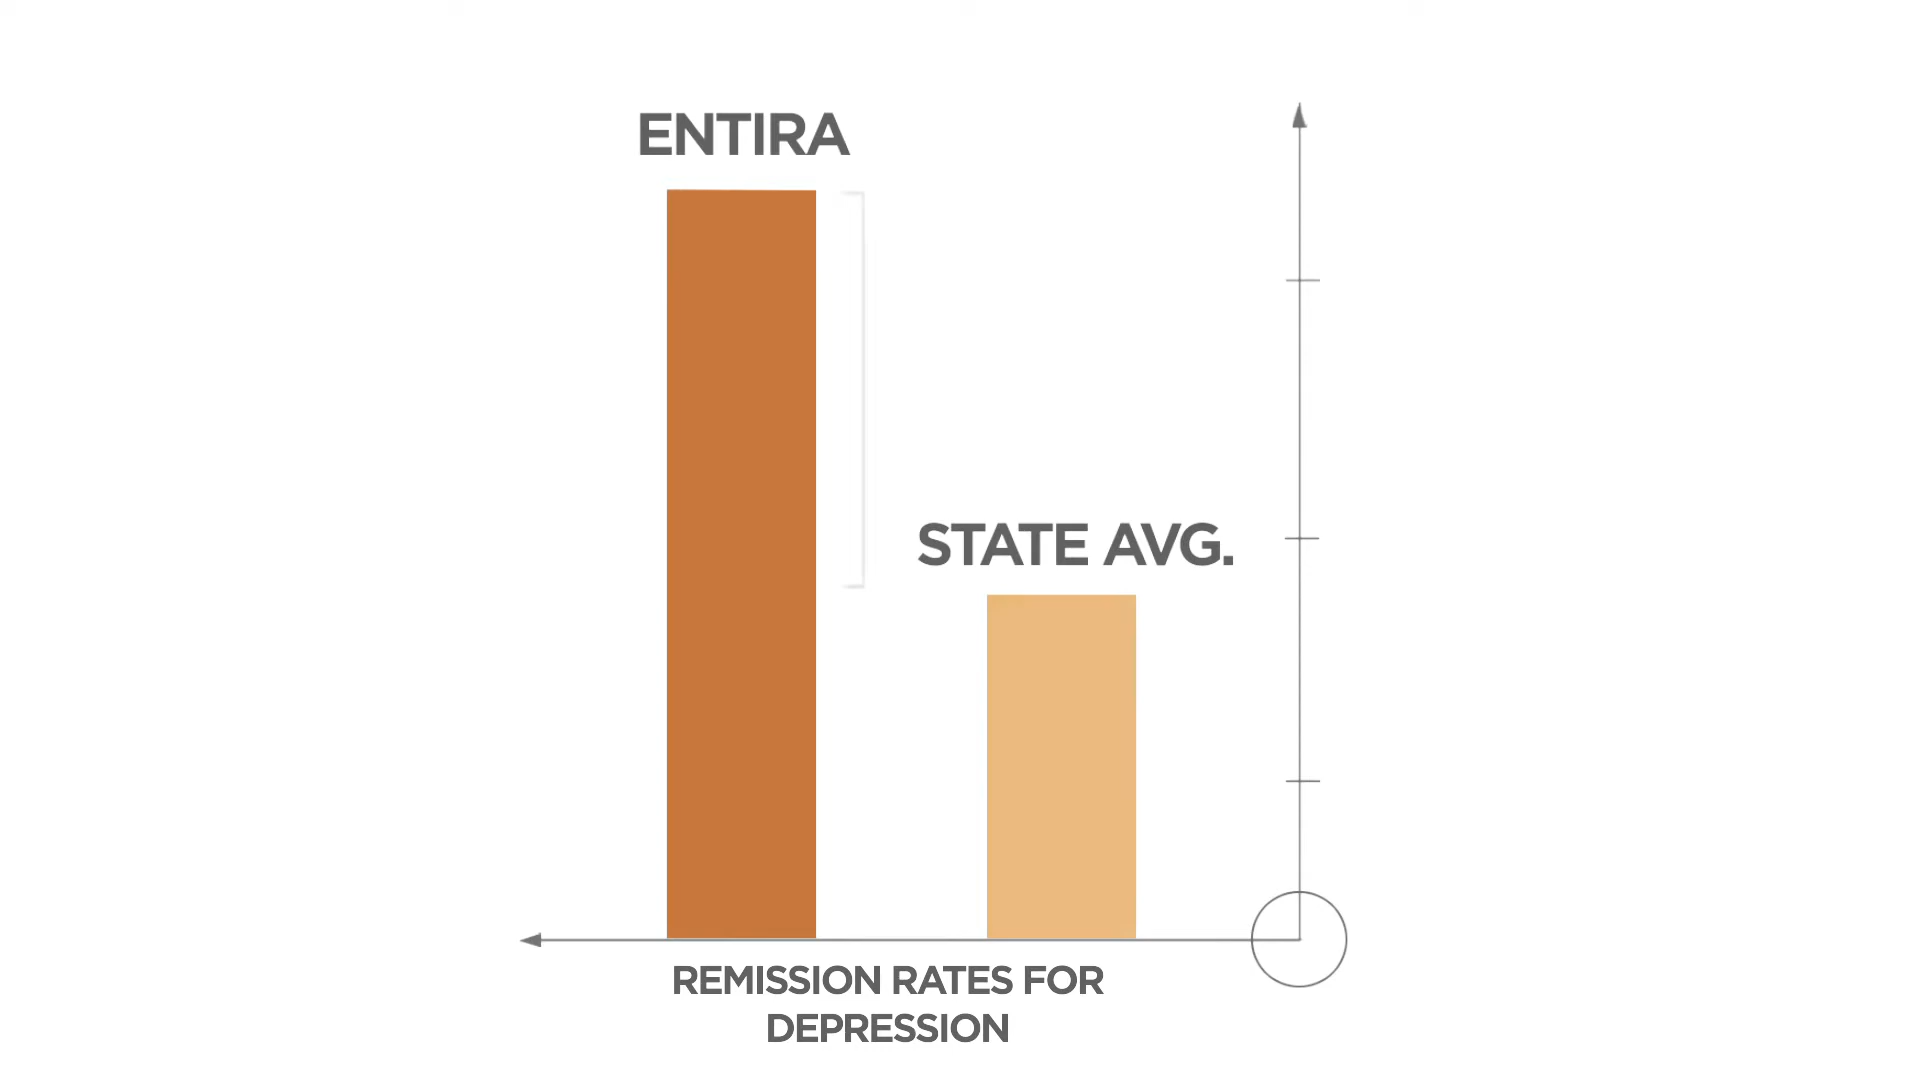 ENTIRA
STATE AVG.
REMISSION RATES FOR
DEPRESSION